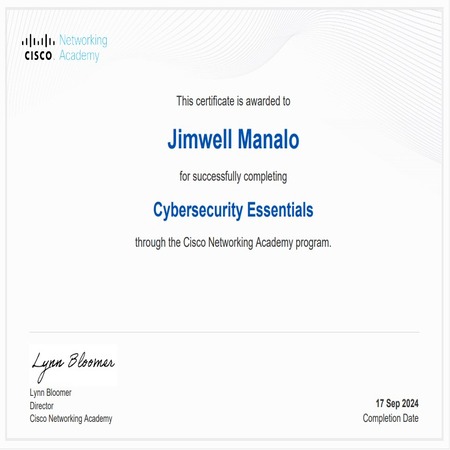 CISCO
Networking
Academy
This certificate is awarded to
Jimwell Manalo
for successfully completing
Cybersecurity Essentials
through the Cisco Networking Academy program.
Lynn Bloomer
Lynn Bloomer
Director
Cisco Networking Academy
17 Sep 2024
Completion Date